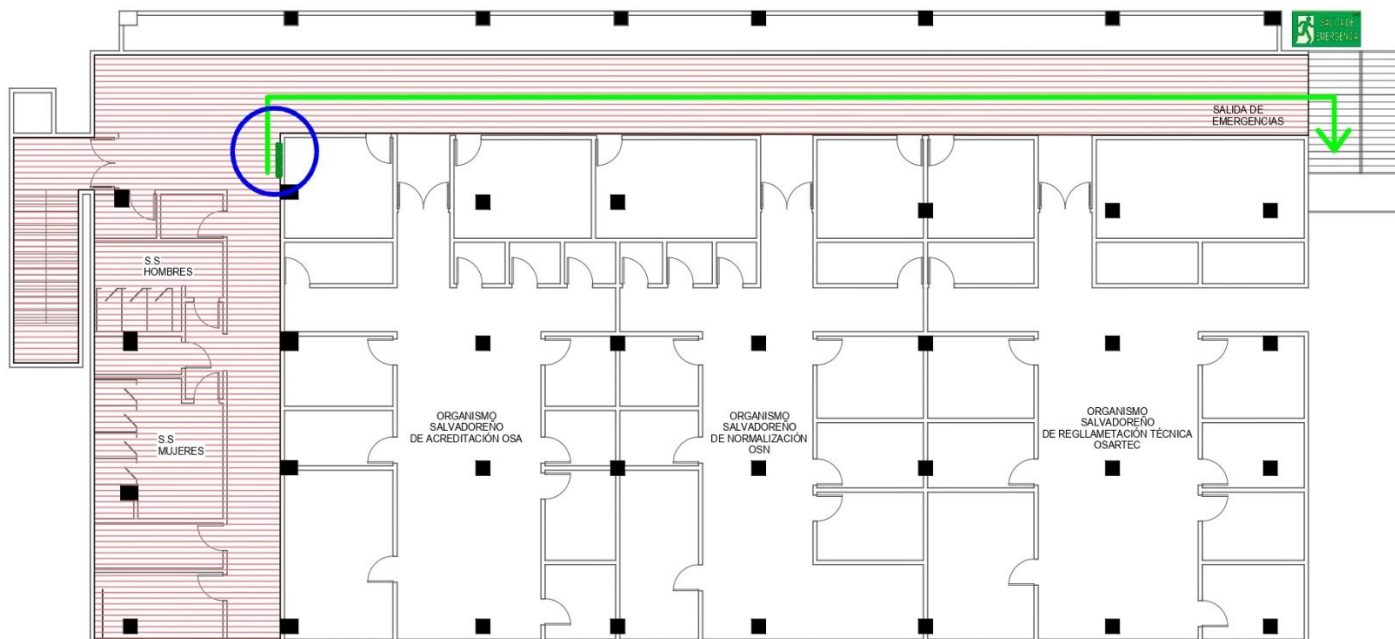 SALIDA DE
EMERGENCIA
SALIDA DE
EMERGENCIAS
S.S
HOMBRES
S.S
MUJERES
ORGANISMO
SALVADOREÑO
DE ACREDITACIÓN OSA
ORGANISMO
SALVADOREÑO
DE NORMALIZACIÓN
OSN
ORGANISMO
SALVADOREÑO
DE REGLLAMETACIÓN TÉCNICA
OSARTEC